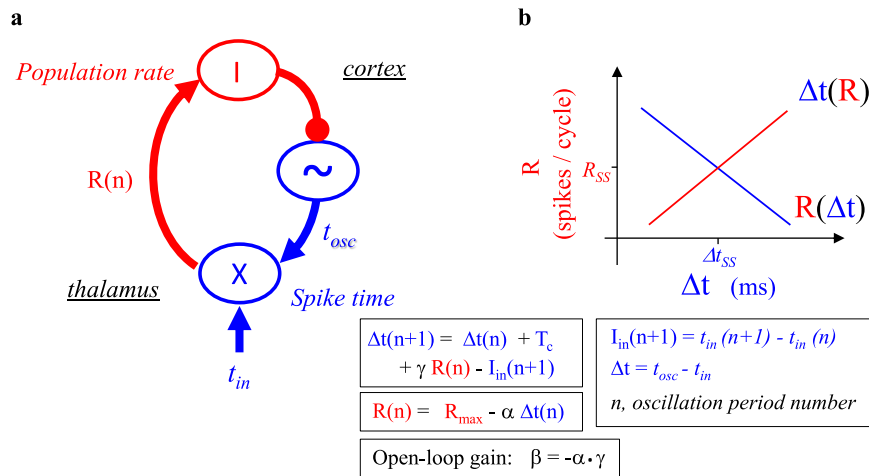 a
Population rate
I
cortex
R(n)
~
t_osc
thalamus
X
Spike time
t_in
b
R
(spikes / cycle)
R_SS
Δt(R)
R(Δt)
Δt_SS
Δt (ms)
Δt(n+1) = Δt(n) + T_c
+ γ R(n) - I_in(n+1)
R(n) = R_max - α Δt(n)
Open-loop gain: β = -α·γ
I_in(n+1) = t_in (n+1) - t_in (n)
Δt = t_osc - t_in
n, oscillation period number